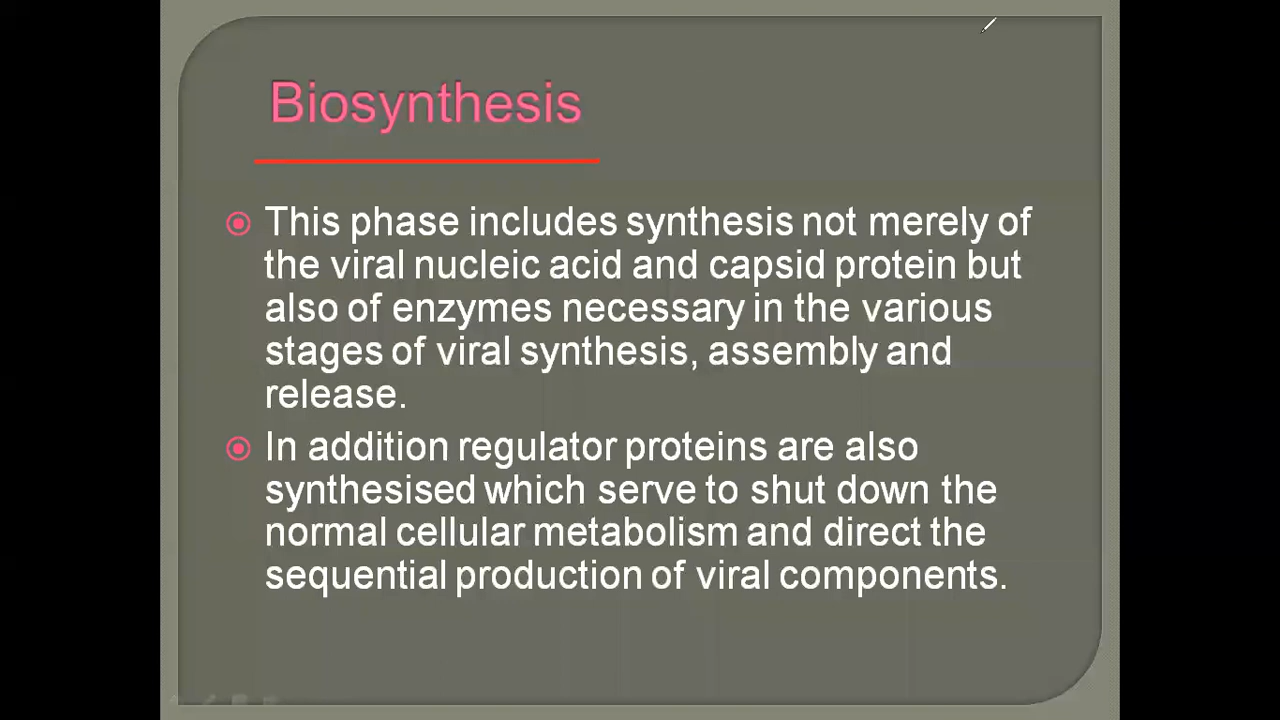 Biosynthesis
This phase includes synthesis not merely of
the viral nucleic acid and capsid protein but
also of enzymes necessary in the various
stages of viral synthesis, assembly and
release.
In addition regulator proteins are also
synthesised which serve to shut down the
normal cellular metabolism and direct the
sequential production of viral components.